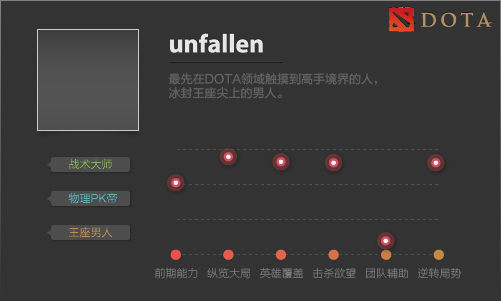 DOTA
unfallen
最先在DOTA领域触摸到高手境界的人，
冰封王座尖上的男人。
战术大师
物理PK帝
王座男人
前期能力 纵览大局 英雄覆盖 击杀欲望 团队辅助 逆转局势